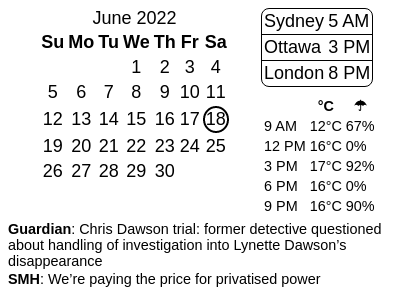 June 2022
Su Mo Tu We Th Fr Sa
1 2 3 4
5 6 7 8 9 10 11
12 13 14 15 16 17 18
19 20 21 22 23 24 25
26 27 28 29 30
Sydney 5 AM
Ottawa 3 PM
London 8 PM
°C ☂
9 AM 12°C 67%
12 PM 16°C 0%
3 PM 17°C 92%
6 PM 16°C 0%
9 PM 16°C 90%
Guardian: Chris Dawson trial: former detective questioned
about handling of investigation into Lynette Dawson’s
disappearance
SMH: We’re paying the price for privatised power